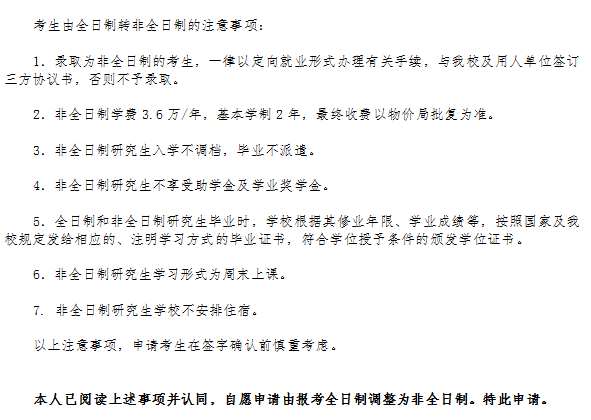 考生由全日制转非全日制的注意事项：
1．录取为非全日制的考生，一律以定向就业形式办理有关手续，与我校及用人单位签订
三方协议书，否则不予录取。
2．非全日制学费 3.6 万/年，基本学制 2 年，最终收费以物价局批复为准。
3．非全日制研究生入学不调档，毕业不派遣。
4．非全日制研究生不享受助学金及学业奖学金。
5．全日制和非全日制研究生毕业时，学校根据其修业年限、学业成绩等，按照国家及我
校规定发给相应的、注明学习方式的毕业证书，符合学位授予条件的颁发学位证书。
6．非全日制研究生学习形式为周末上课。
7. 非全日制研究生学校不安排住宿。
以上注意事项，申请考生在签字确认前慎重考虑。
本人已阅读上述事项并认同，自愿申请由报考全日制调整为非全日制。特此申请。